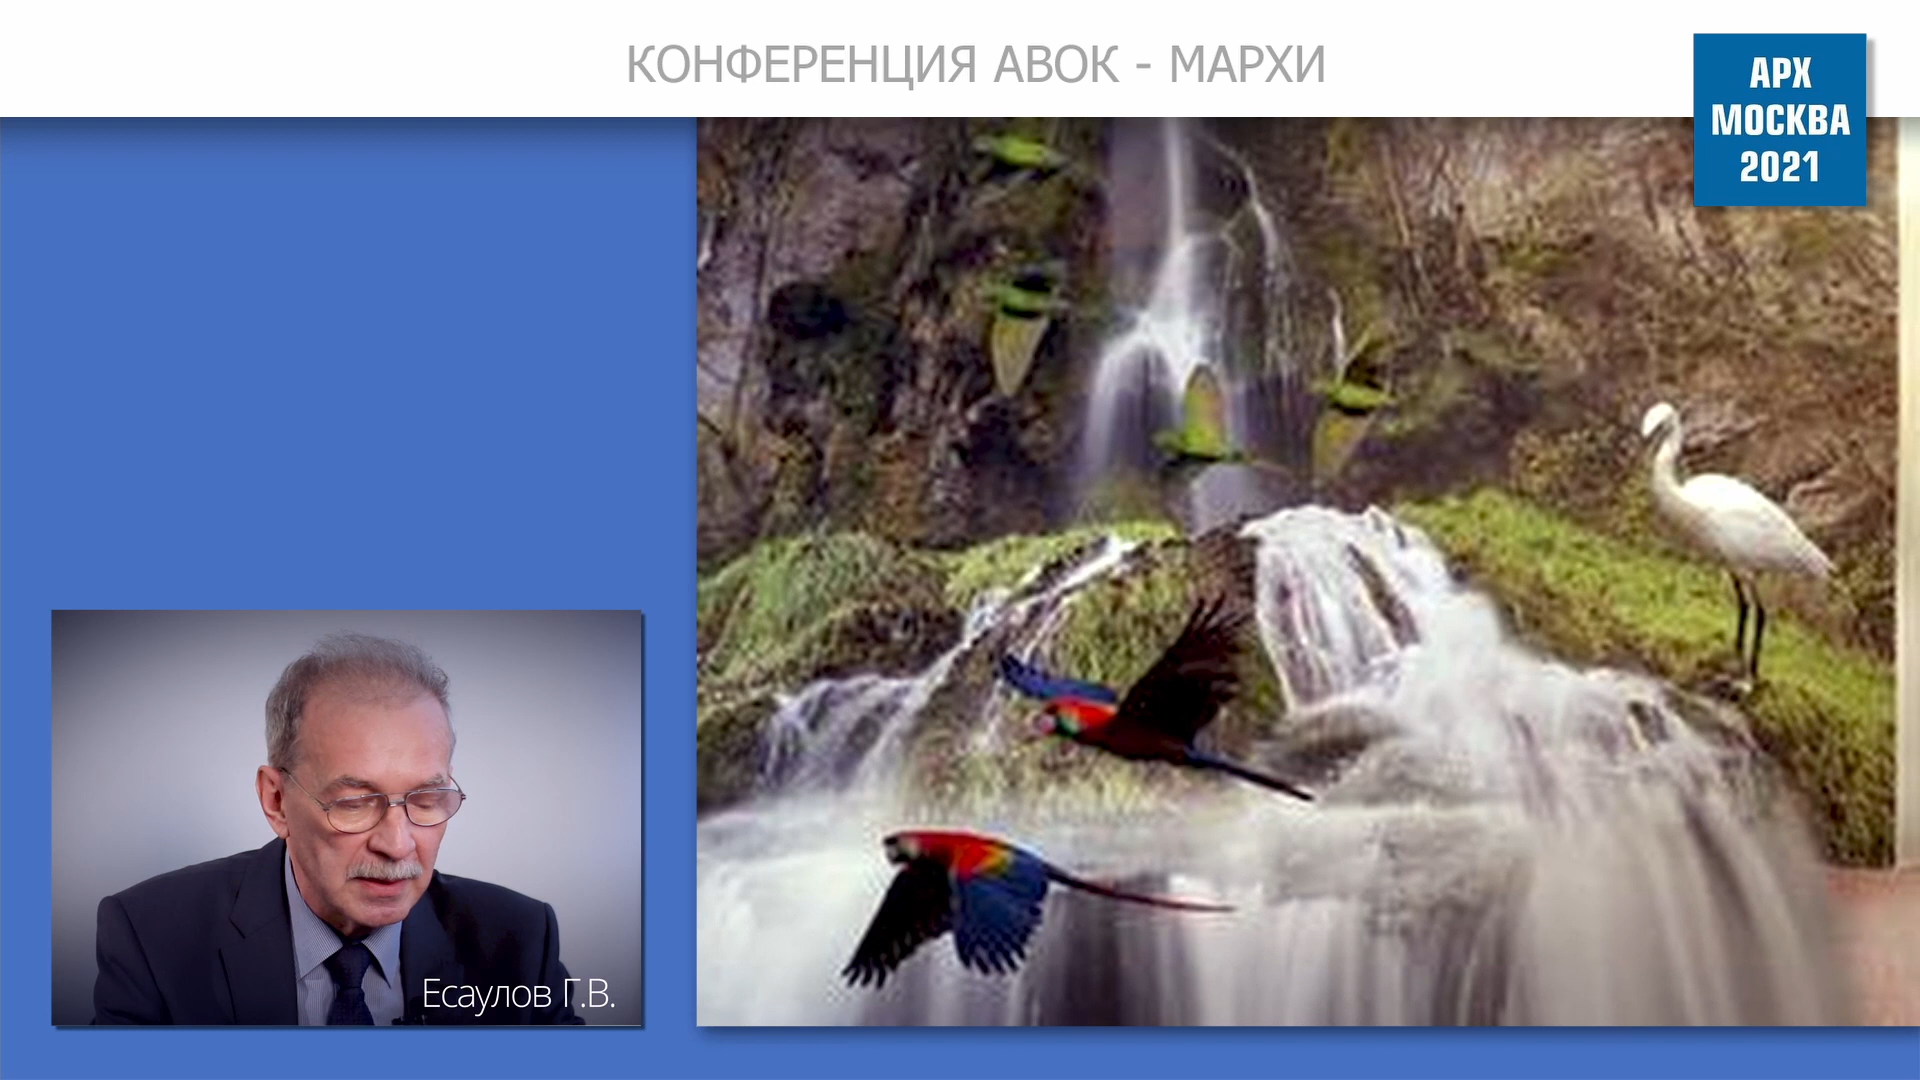 КОНФЕРЕНЦИЯ АВОК - МАРХИ
АРХ
МОСКВА
2021
Есаулов Г.В.